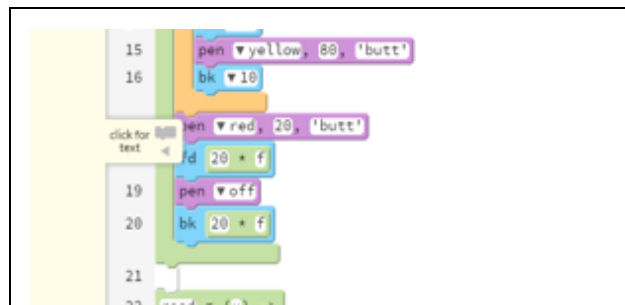 15 pen ▼yellow, 80, 'butt'
16 bk ▼10
pen ▼red, 20, 'butt'
click for
text
fd 20 * f
19 pen ▼off
20 bk 20 * f
21